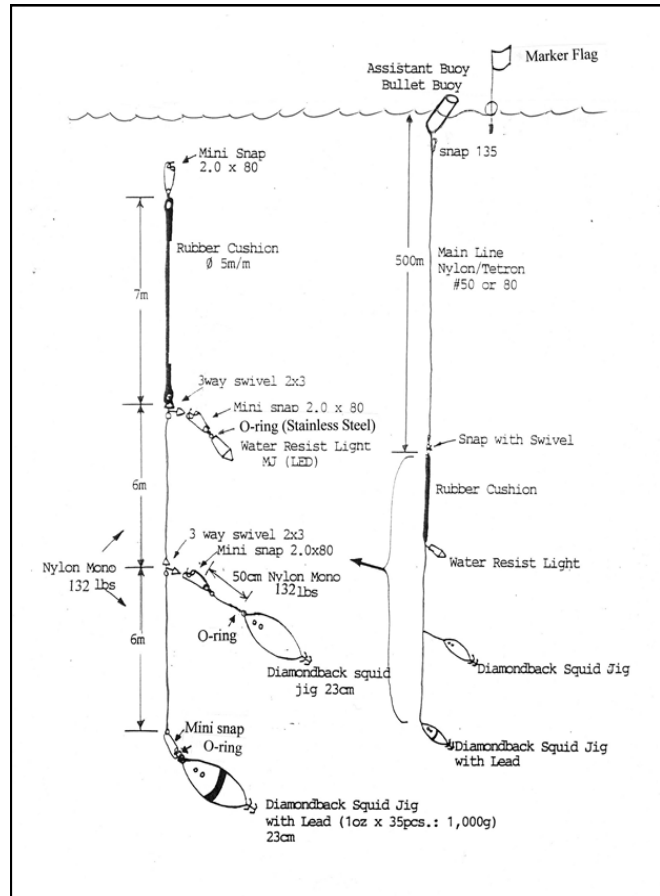 Marker Flag
Assistant Buoy
Bullet Buoy
snap 135
Mini Snap
2.0 x 80
Rubber Cushion
Ø 5m/m
7m
500m
Main Line
Nylon/Tetron
#50 or 80
3way swivel 2x3
Mini snap 2.0 x 80
O-ring (Stainless Steel)
Water Resist Light
MJ (LED)
Snap with Swivel
6m
Rubber Cushion
3 way swivel 2x3
Mini snap 2.0x80
Nylon Mono
132 lbs
50cm Nylon Mono
132lbs
Water Resist Light
O-ring
6m
Diamondback squid
jig 23cm
Diamondback Squid Jig
Mini snap
O-ring
Diamondback Squid Jig
with Lead
Diamondback Squid Jig
with Lead (1oz x 35pcs.: 1,000g)
23cm